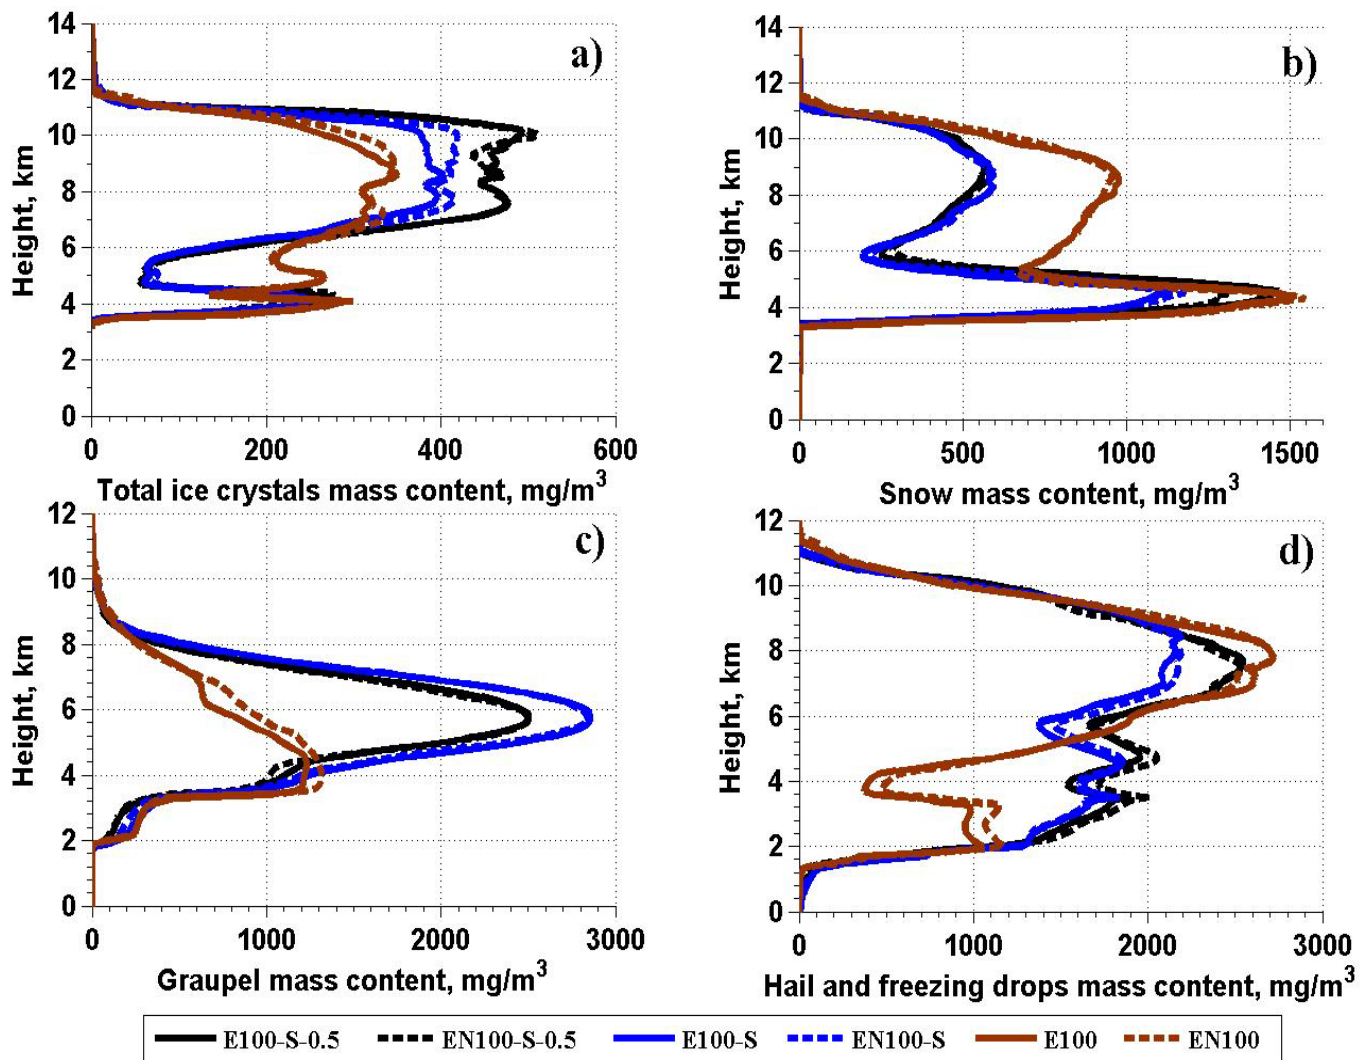 a)
14
12
10
8
6
4
2
0
Height, km
0 200 400 600
Total ice crystals mass content, mg/m³
b)
14
12
10
8
6
4
2
0
Height, km
0 500 1000 1500
Snow mass content, mg/m³
c)
12
10
8
6
4
2
0
Height, km
0 1000 2000 3000
Graupel mass content, mg/m³
d)
12
10
8
6
4
2
0
Height, km
0 1000 2000 3000
Hail and freezing drops mass content, mg/m³
E100-S-0.5 EN100-S-0.5 E100-S EN100-S E100 EN100